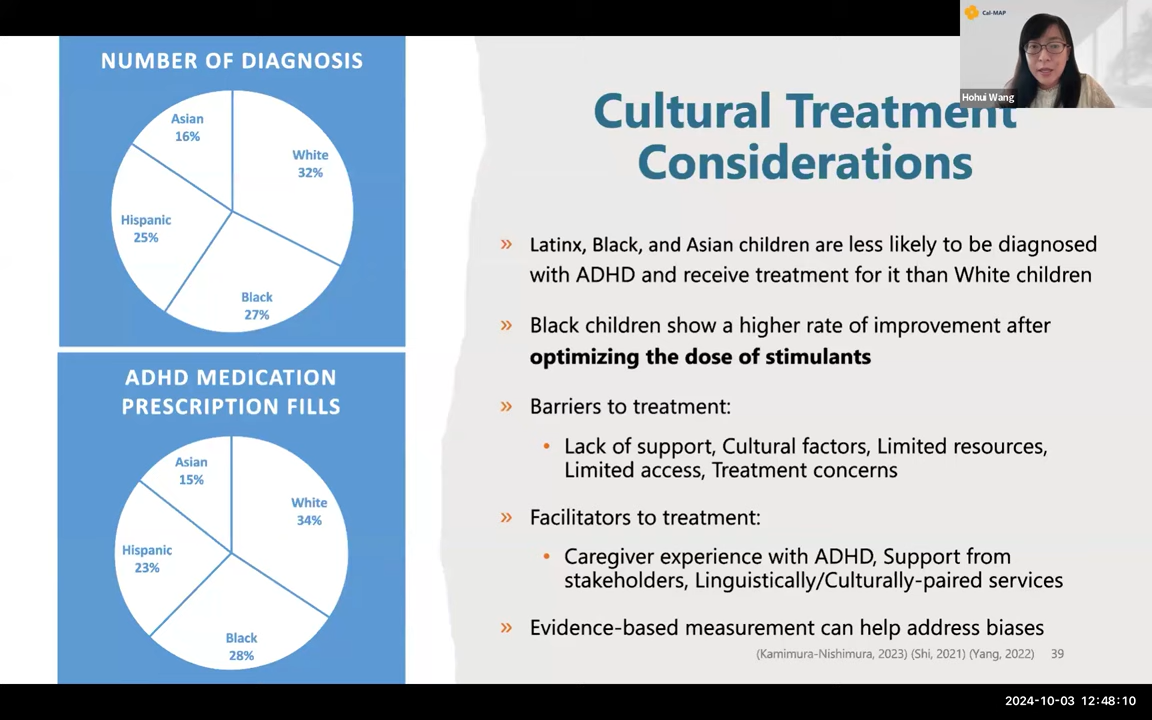 Cal-MAP
Hohui Wang
NUMBER OF DIAGNOSIS
Asian
16%
White
32%
Hispanic
25%
Black
27%
ADHD MEDICATION
PRESCRIPTION FILLS
Asian
15%
White
34%
Hispanic
23%
Black
28%
Cultural Treatment
Considerations
» Latinx, Black, and Asian children are less likely to be diagnosed
with ADHD and receive treatment for it than White children
» Black children show a higher rate of improvement after
optimizing the dose of stimulants
» Barriers to treatment:
• Lack of support, Cultural factors, Limited resources,
Limited access, Treatment concerns
» Facilitators to treatment:
• Caregiver experience with ADHD, Support from
stakeholders, Linguistically/Culturally-paired services
» Evidence-based measurement can help address biases
(Kamimura-Nishimura, 2023) (Shi, 2021) (Yang, 2022) 39
2024-10-03 12:48:10